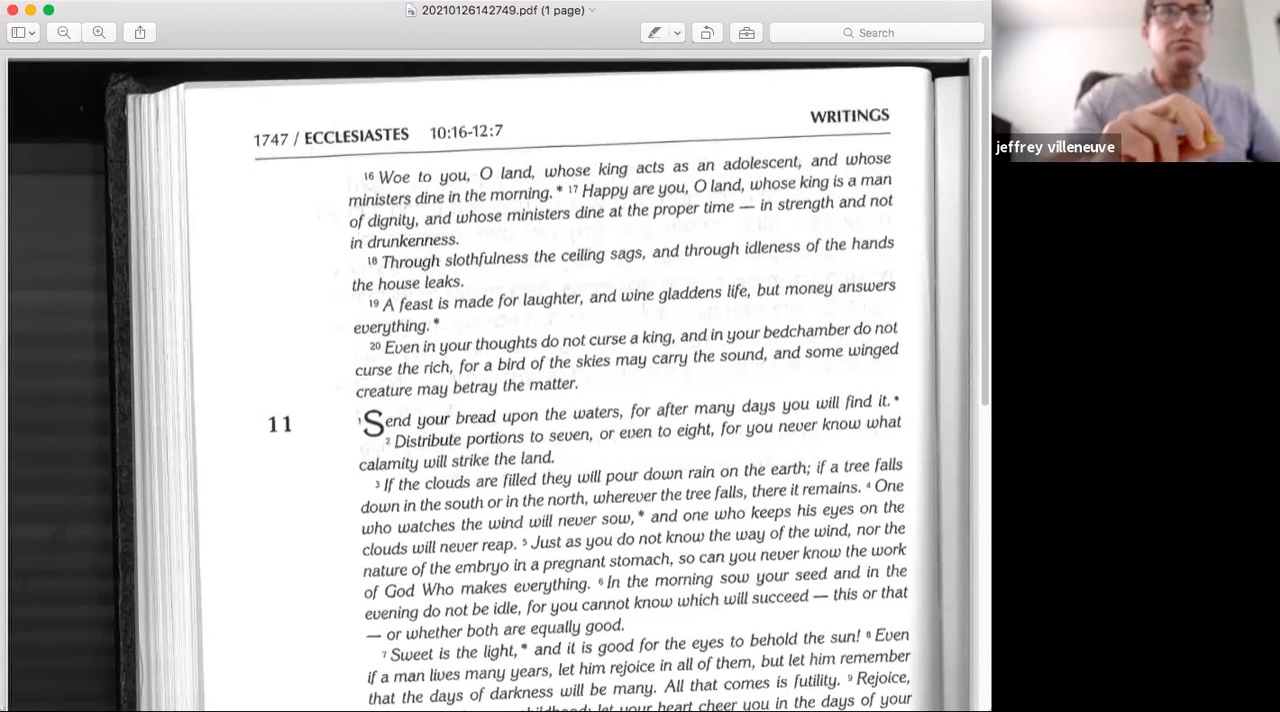 20210126142749.pdf (1 page)
Search
jeffrey villeneuve
1747 / ECCLESIASTES 10:16-12:7 WRITINGS
16 Woe to you, O land, whose king acts as an adolescent, and whose
ministers dine in the morning. * 17 Happy are you, O land, whose king is a man
of dignity, and whose ministers dine at the proper time — in strength and not
in drunkenness.
18 Through slothfulness the ceiling sags, and through idleness of the hands
the house leaks.
19 A feast is made for laughter, and wine gladdens life, but money answers
everything. *
20 Even in your thoughts do not curse a king, and in your bedchamber do not
curse the rich, for a bird of the skies may carry the sound, and some winged
creature may betray the matter.
11
1 Send your bread upon the waters, for after many days you will find it. *
2 Distribute portions to seven, or even to eight, for you never know what
calamity will strike the land.
3 If the clouds are filled they will pour down rain on the earth; if a tree falls
down in the south or in the north, wherever the tree falls, there it remains. 4 One
who watches the wind will never sow, * and one who keeps his eyes on the
clouds will never reap. 5 Just as you do not know the way of the wind, nor the
nature of the embryo in a pregnant stomach, so can you never know the work
of God Who makes everything. 6 In the morning sow your seed and in the
evening do not be idle, for you cannot know which will succeed — this or that
— or whether both are equally good.
7 Sweet is the light, * and it is good for the eyes to behold the sun! 8 Even
if a man lives many years, let him rejoice in all of them, but let him remember
that the days of darkness will be many. All that comes is futility. 9 Rejoice,
childhood; let your heart cheer you in the days of your